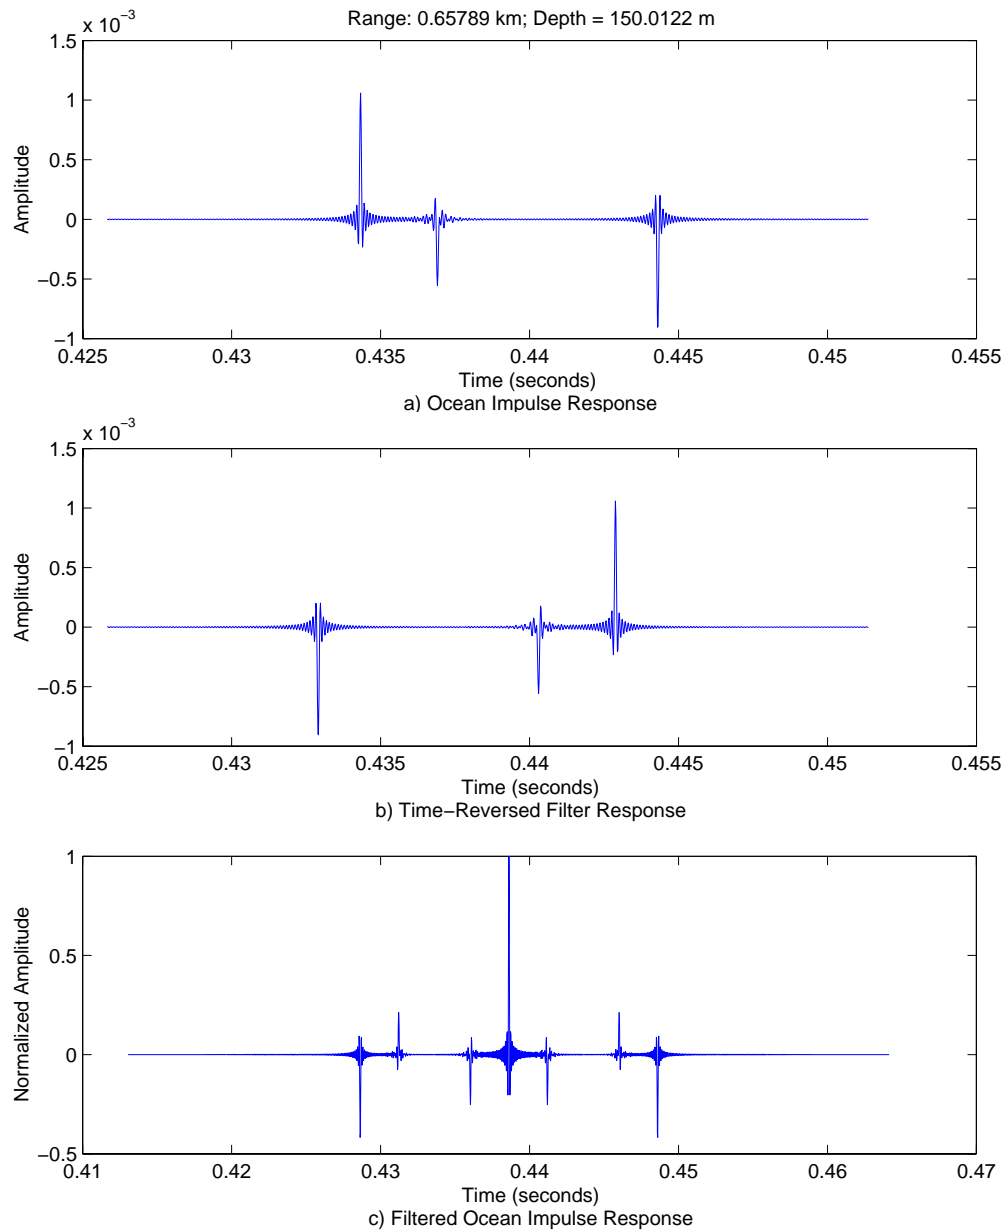 Range: 0.65789 km; Depth = 150.0122 m
x 10−3
1.5
1
0.5
0
−0.5
−1
Amplitude
0.425 0.43 0.435 0.44 0.445 0.45 0.455
Time (seconds)
a) Ocean Impulse Response
x 10−3
1.5
1
0.5
0
−0.5
−1
Amplitude
0.425 0.43 0.435 0.44 0.445 0.45 0.455
Time (seconds)
b) Time−Reversed Filter Response
1
0.5
0
−0.5
Normalized Amplitude
0.41 0.42 0.43 0.44 0.45 0.46 0.47
Time (seconds)
c) Filtered Ocean Impulse Response